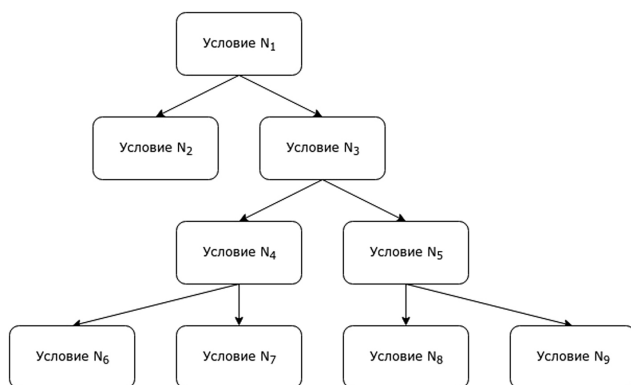 Условие N₁
Условие N₂
Условие N₃
Условие N₄
Условие N₅
Условие N₆
Условие N₇
Условие N₈
Условие N₉